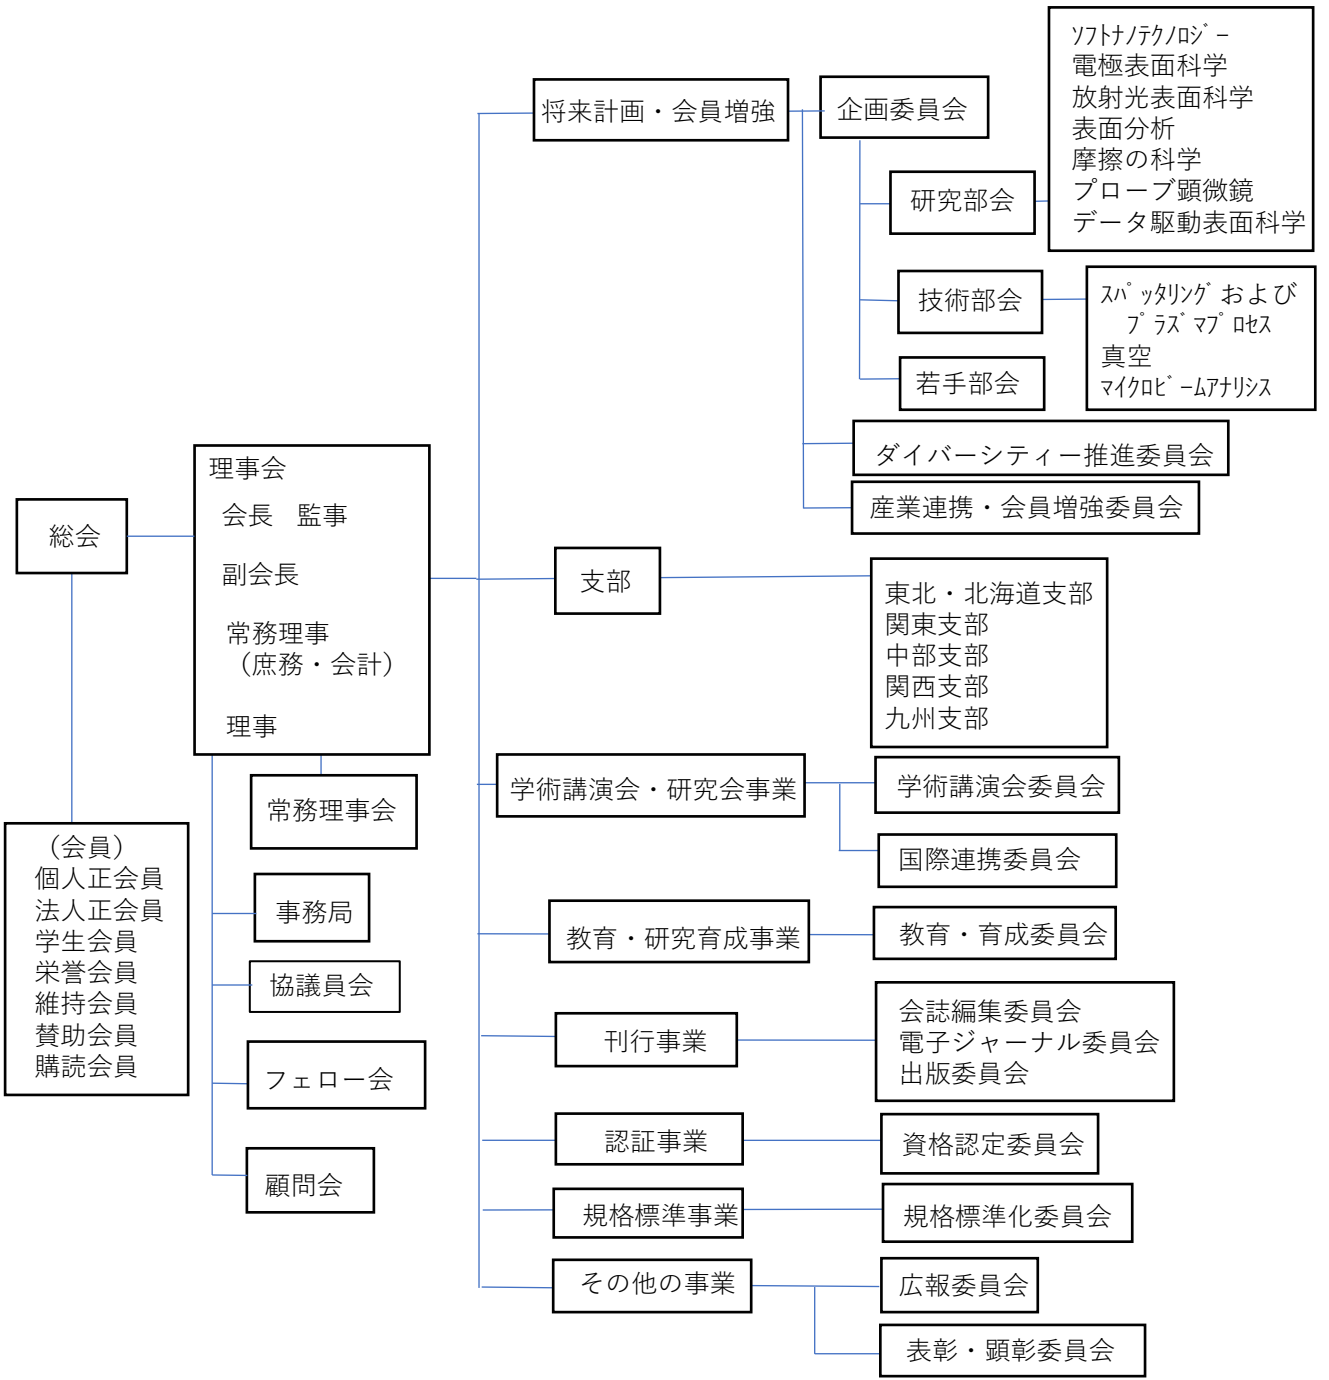 総会
（会員）
個人正会員
法人正会員
学生会員
栄誉会員
維持会員
賛助会員
購読会員
理事会
会長　監事
副会長
常務理事
（庶務・会計）
理事
常務理事会
事務局
協議員会
フェロー会
顧問会
将来計画・会員増強
企画委員会
研究部会
ｿﾌﾄﾅﾉﾃｸﾉﾛｼﾞｰ
電極表面科学
放射光表面科学
表面分析
摩擦の科学
プローブ顕微鏡
データ駆動表面科学
技術部会
ｽﾊﾟｯﾀﾘﾝｸﾞおよび
ﾌﾟﾗｽﾞﾏﾌﾟﾛｾｽ
真空
ﾏｲｸﾛﾋﾞｰﾑｱﾅﾘｼｽ
若手部会
ダイバーシティー推進委員会
産業連携・会員増強委員会
支部
東北・北海道支部
関東支部
中部支部
関西支部
九州支部
学術講演会・研究会事業
学術講演会委員会
国際連携委員会
教育・研究育成事業
教育・育成委員会
刊行事業
会誌編集委員会
電子ジャーナル委員会
出版委員会
認証事業
資格認定委員会
規格標準事業
規格標準化委員会
その他の事業
広報委員会
表彰・顕彰委員会